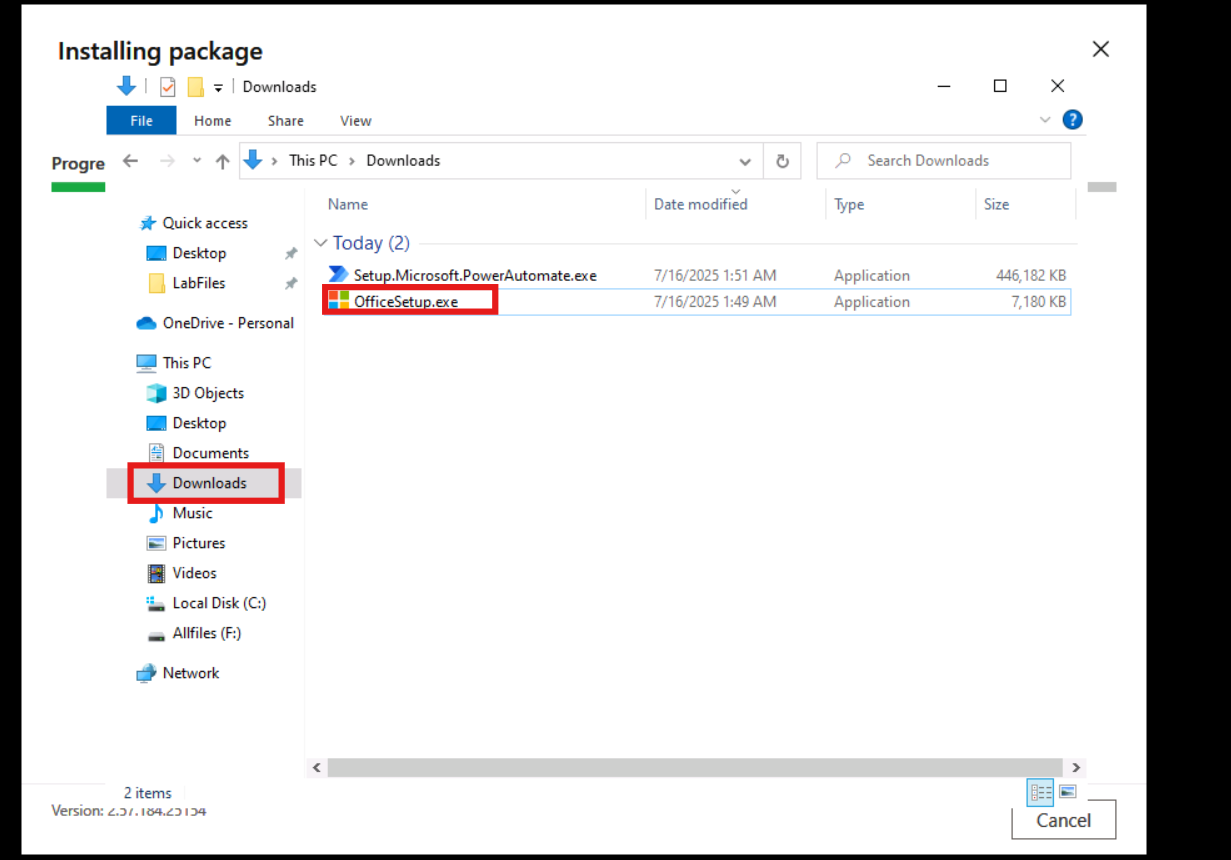 Installing package
Downloads
File Home Share View
Progre
This PC > Downloads
Search Downloads
Name Date modified Type Size
Quick access
Today (2)
Desktop
Setup.Microsoft.PowerAutomate.exe 7/16/2025 1:51 AM Application 446,182 KB
LabFiles
OfficeSetup.exe 7/16/2025 1:49 AM Application 7,180 KB
OneDrive - Personal
This PC
3D Objects
Desktop
Documents
Downloads
Music
Pictures
Videos
Local Disk (C:)
Allfiles (F:)
Network
2 items
Version: 2.57.184.25154
Cancel